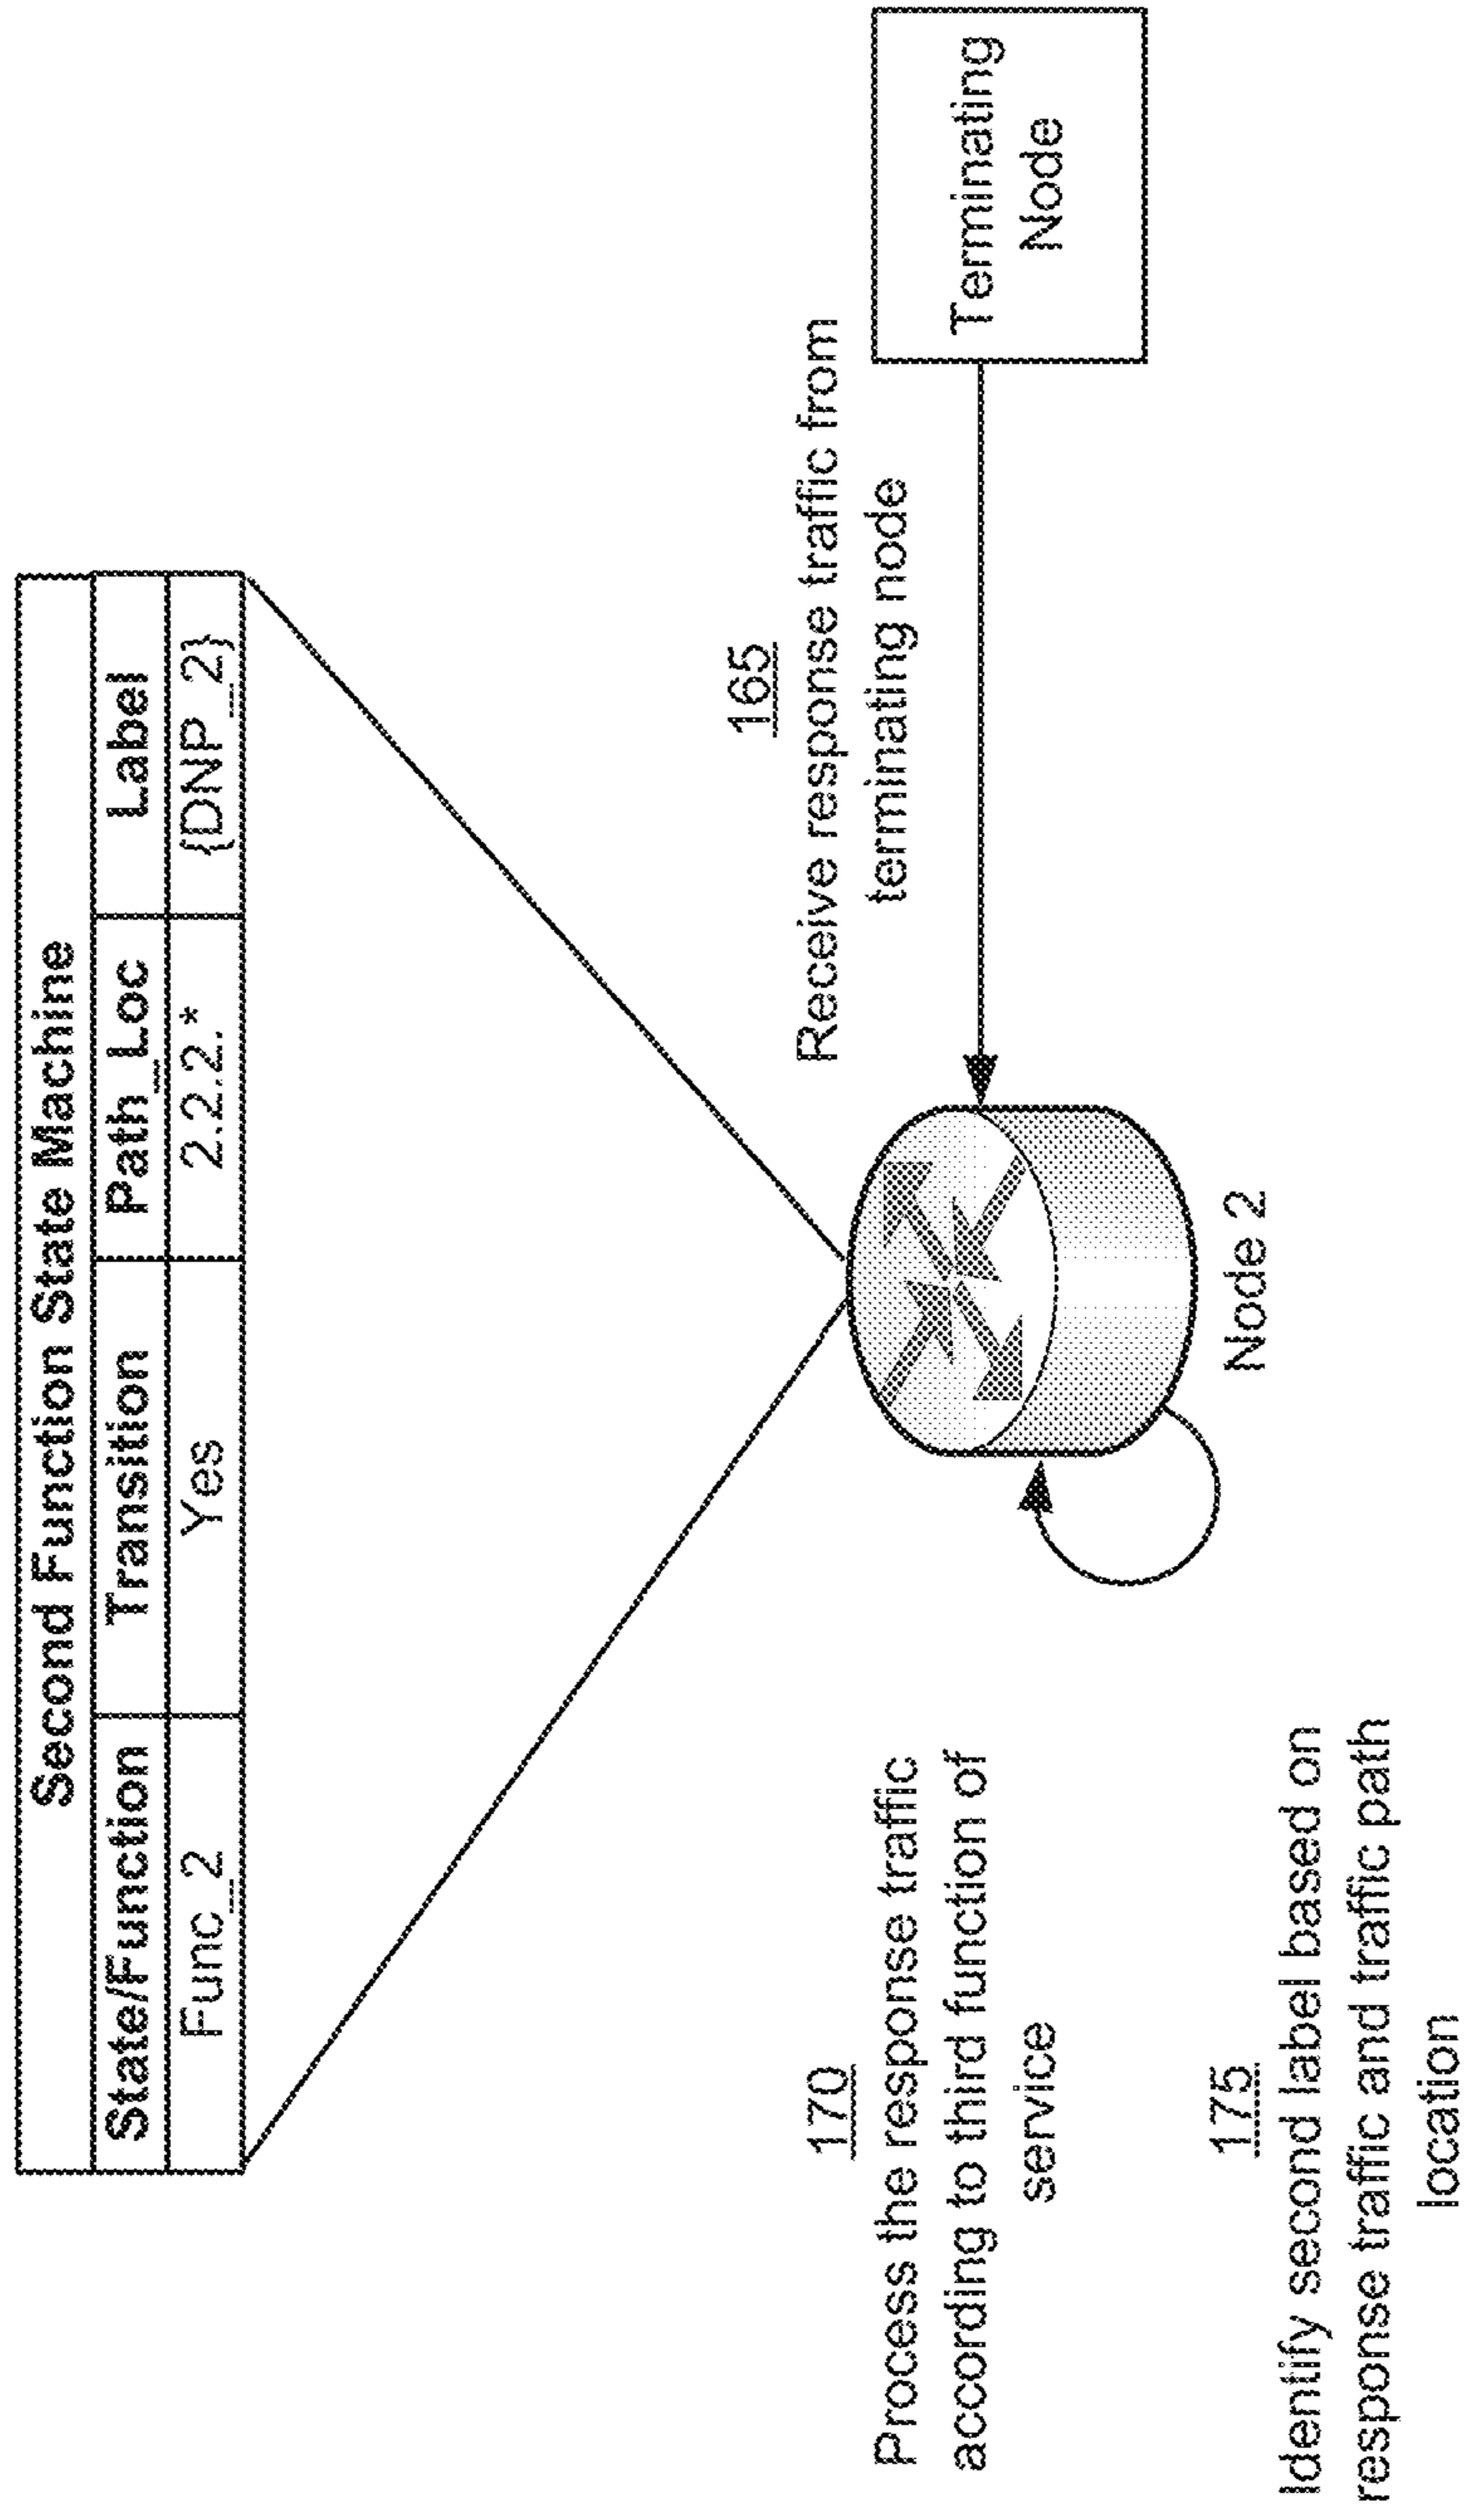 Second Function State Machine
State/Function Transition Path_Loc Label
Func_2 Yes 2.2.2.* {DNP_2}
165
Receive response traffic from
terminating node
Terminating
Node
Node 2
170
Process the response traffic
according to third function of
service
175
Identify second label based on
response traffic and traffic path
location